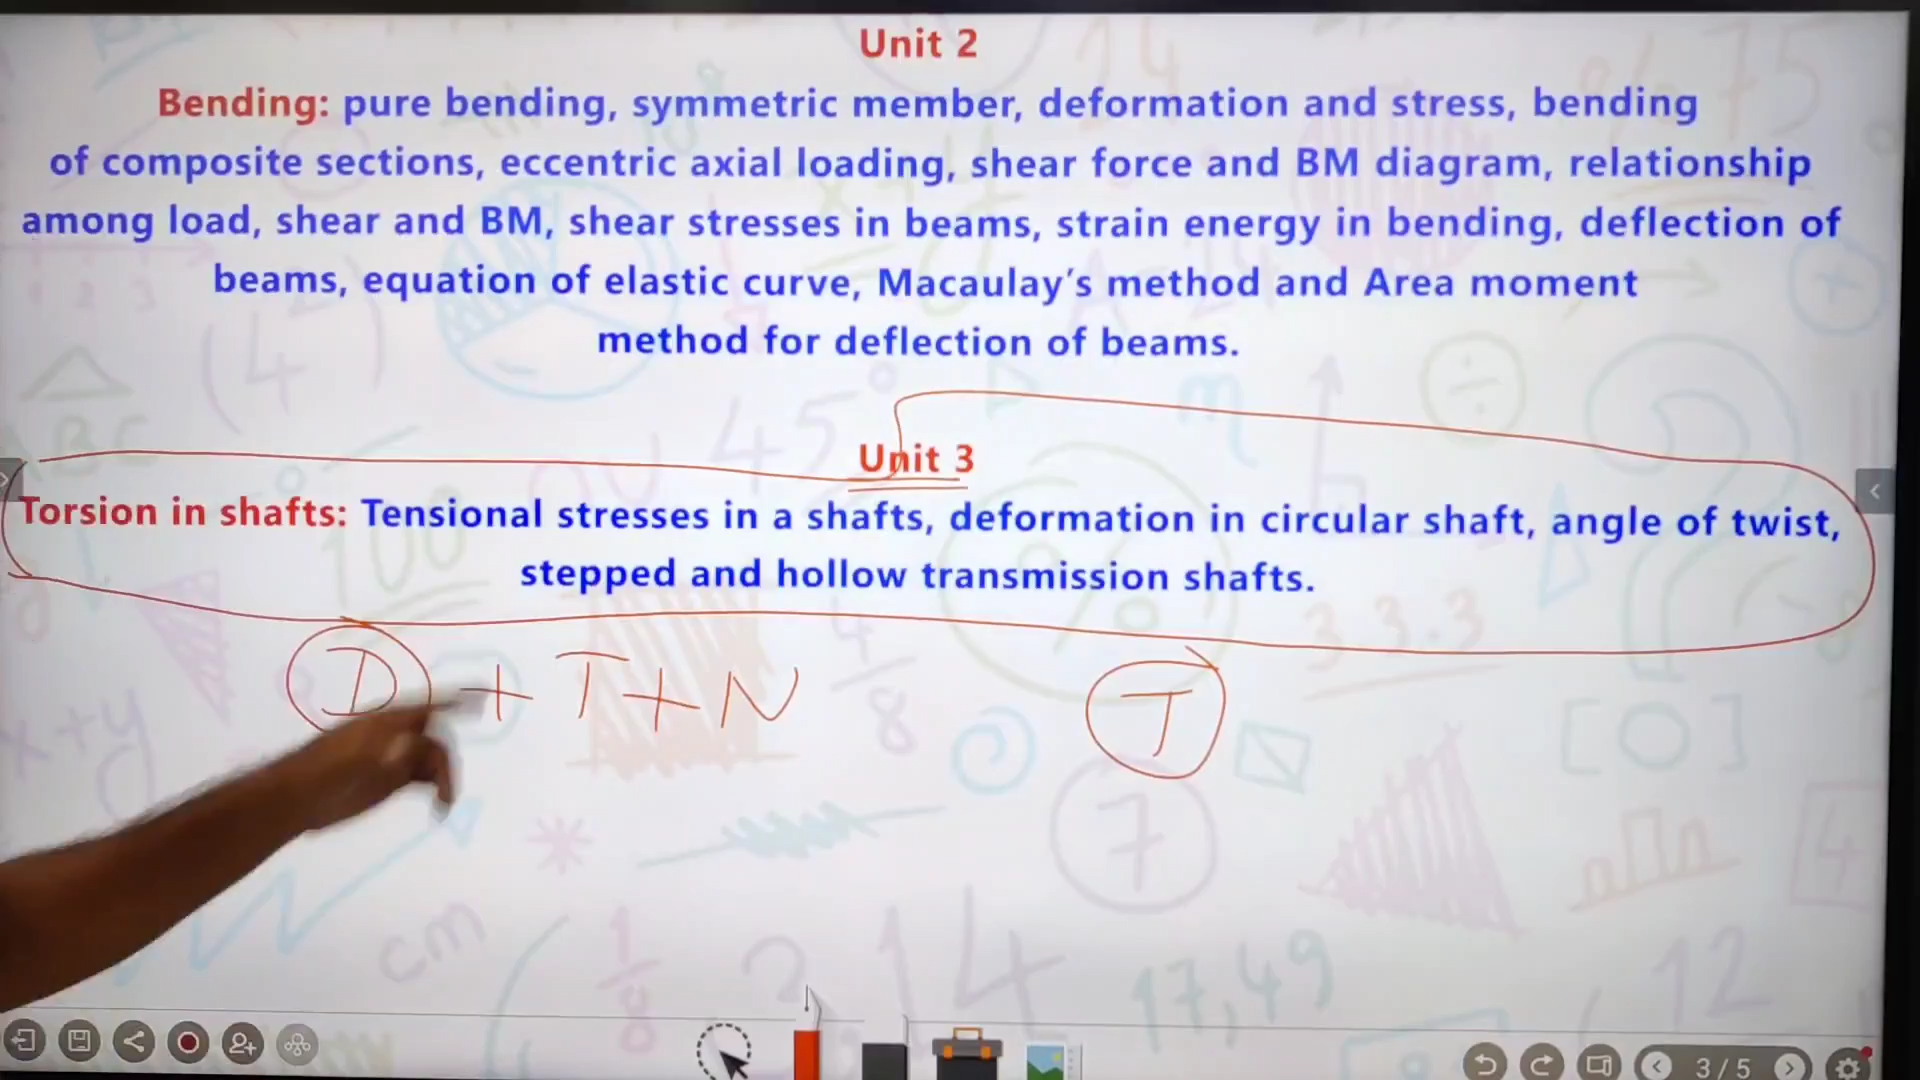 Unit 2
Bending: pure bending, symmetric member, deformation and stress, bending
of composite sections, eccentric axial loading, shear force and BM diagram, relationship
among load, shear and BM, shear stresses in beams, strain energy in bending, deflection of
beams, equation of elastic curve, Macaulay's method and Area moment
method for deflection of beams.
Unit 3
Torsion in shafts: Tensional stresses in a shafts, deformation in circular shaft, angle of twist,
stepped and hollow transmission shafts.
D + T + N
T
3 / 5